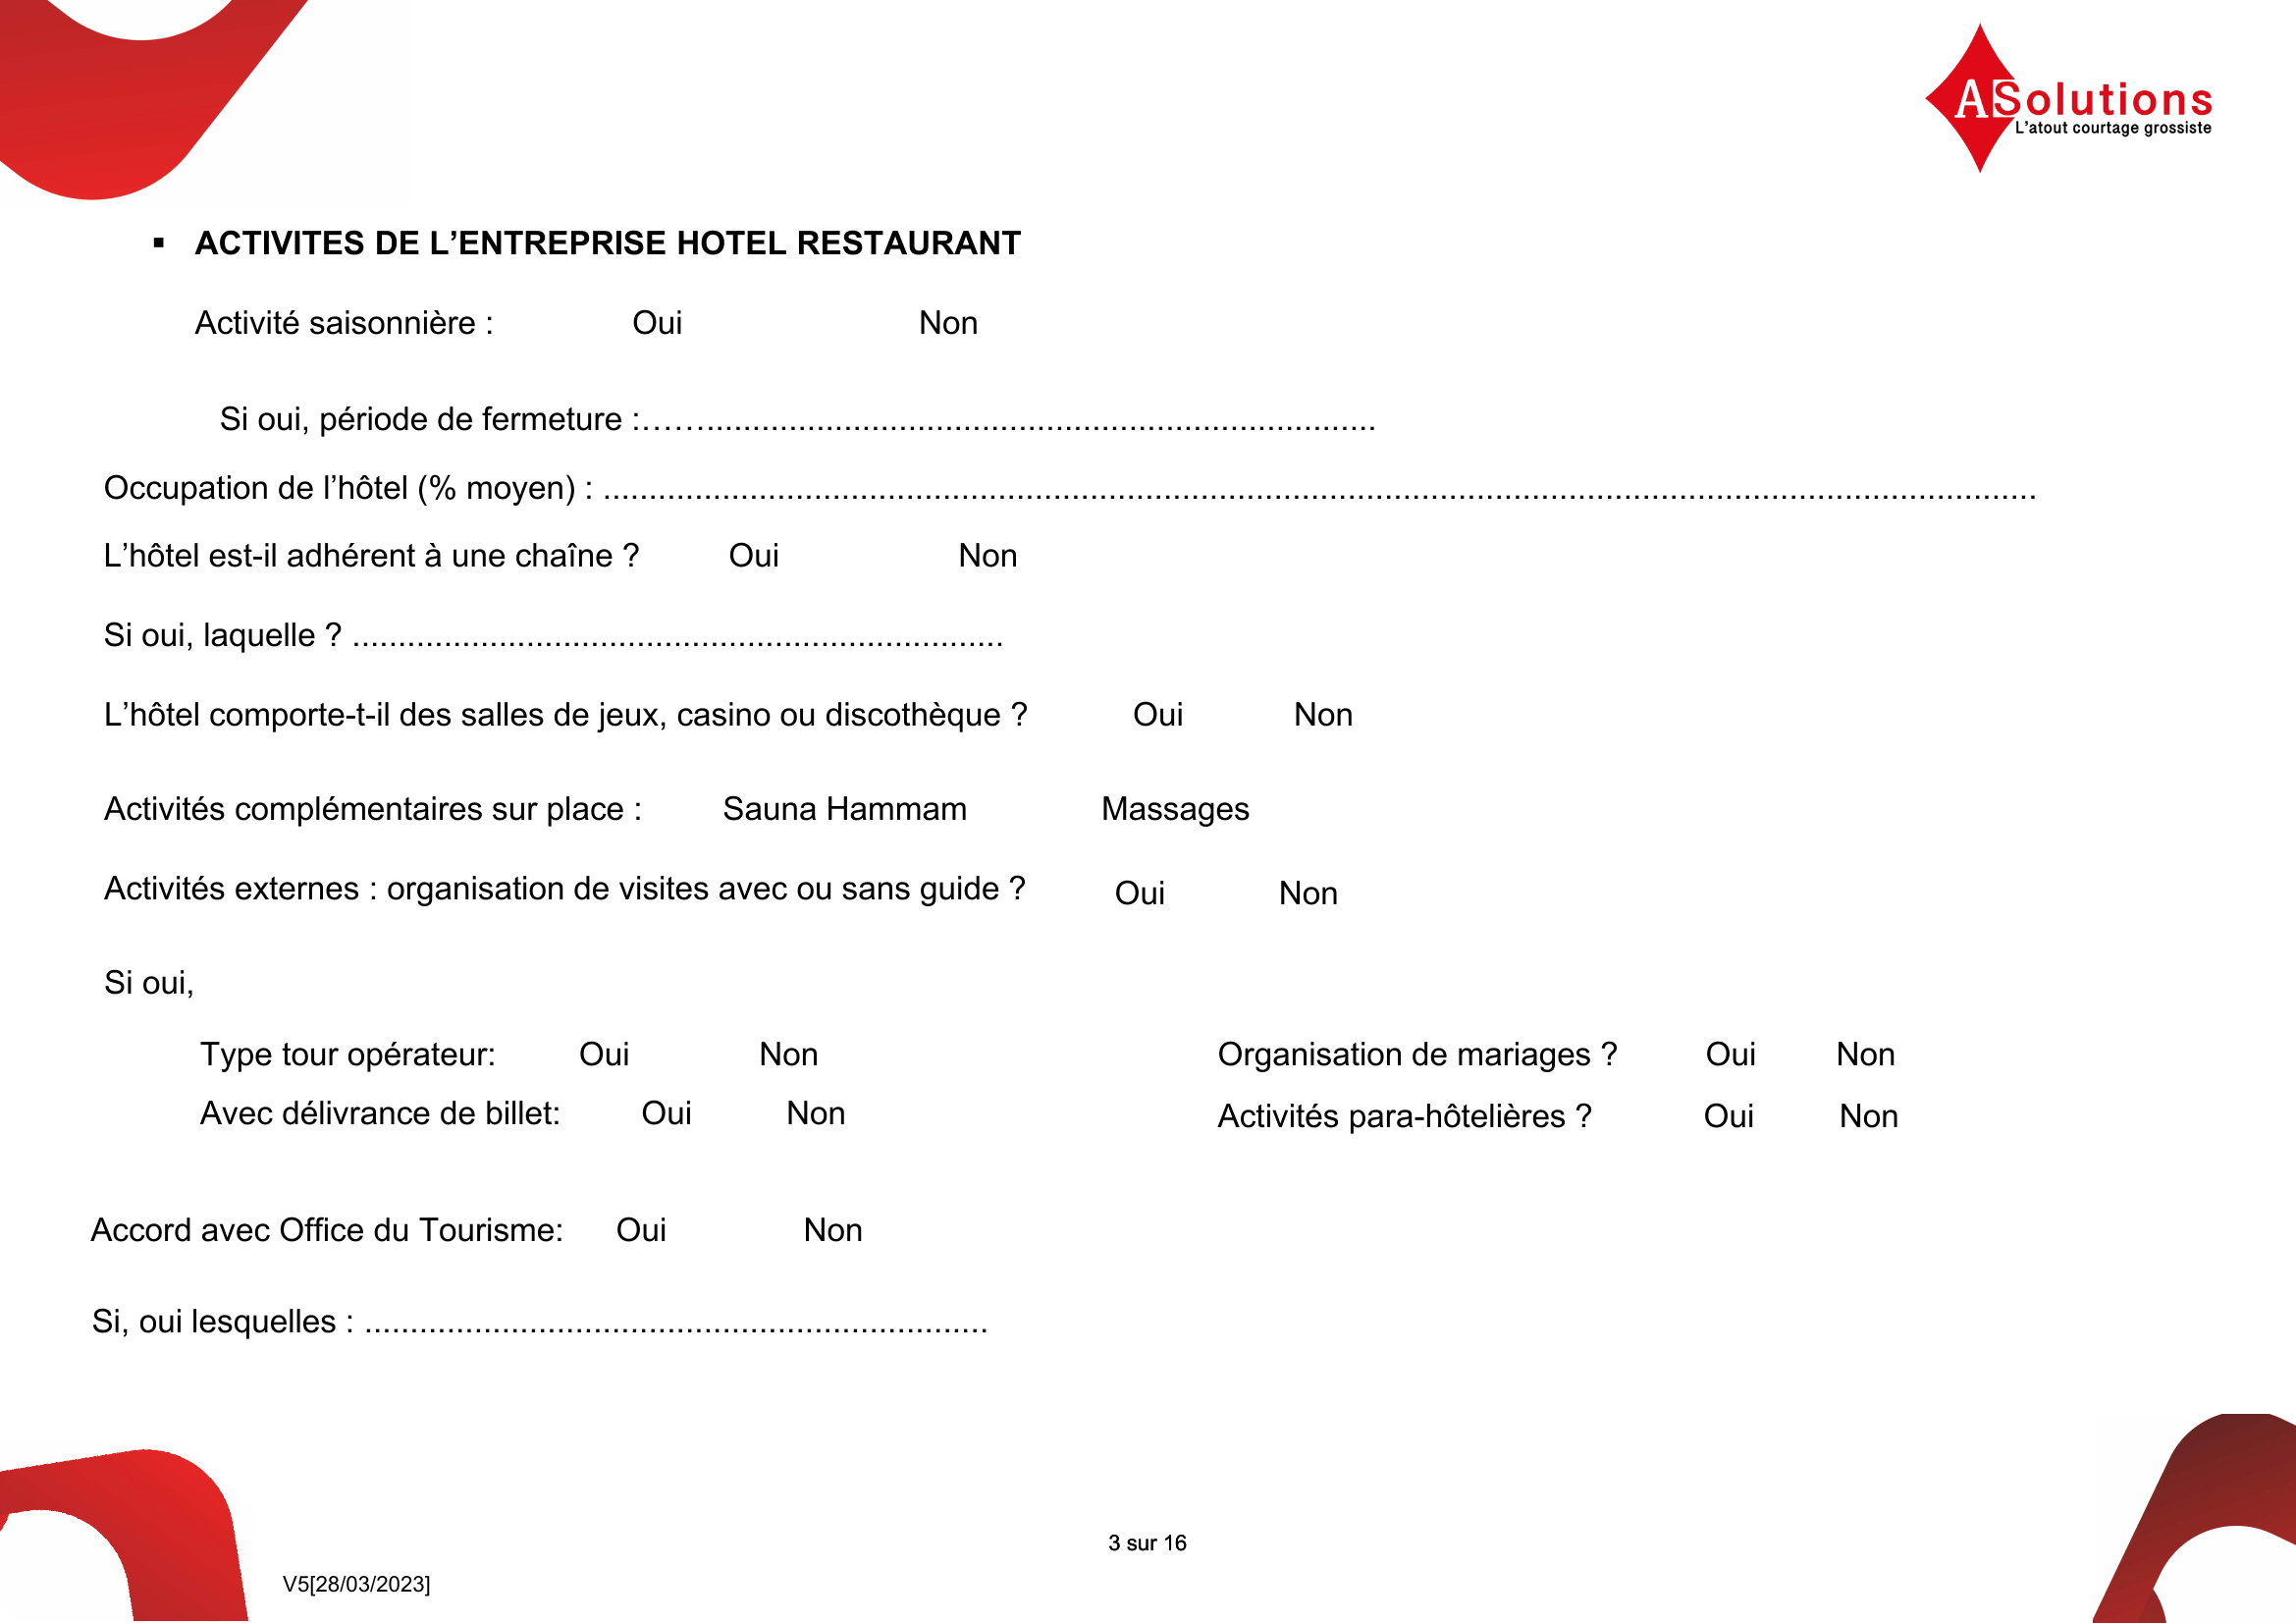 ASolutions
L’atout courtage grossiste
▪ ACTIVITES DE L’ENTREPRISE HOTEL RESTAURANT
Activité saisonnière : Oui Non
Si oui, période de fermeture :…….........................................................................
Occupation de l’hôtel (% moyen) : ............................................................................................................................................................
L’hôtel est-il adhérent à une chaîne ? Oui Non
Si oui, laquelle ? .......................................................................
L’hôtel comporte-t-il des salles de jeux, casino ou discothèque ? Oui Non
Activités complémentaires sur place : Sauna Hammam Massages
Activités externes : organisation de visites avec ou sans guide ? Oui Non
Si oui,
Type tour opérateur: Oui Non Organisation de mariages ? Oui Non
Avec délivrance de billet: Oui Non Activités para-hôtelières ? Oui Non
Accord avec Office du Tourisme: Oui Non
Si, oui lesquelles : ....................................................................
3 sur 16
V5[28/03/2023]